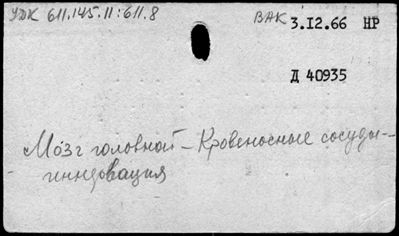 УДК 611.145.11:611.8
ВАК 3.12.66 НР
Д 40935
Мозг головной – Кровеносные сосуды –
иннервация